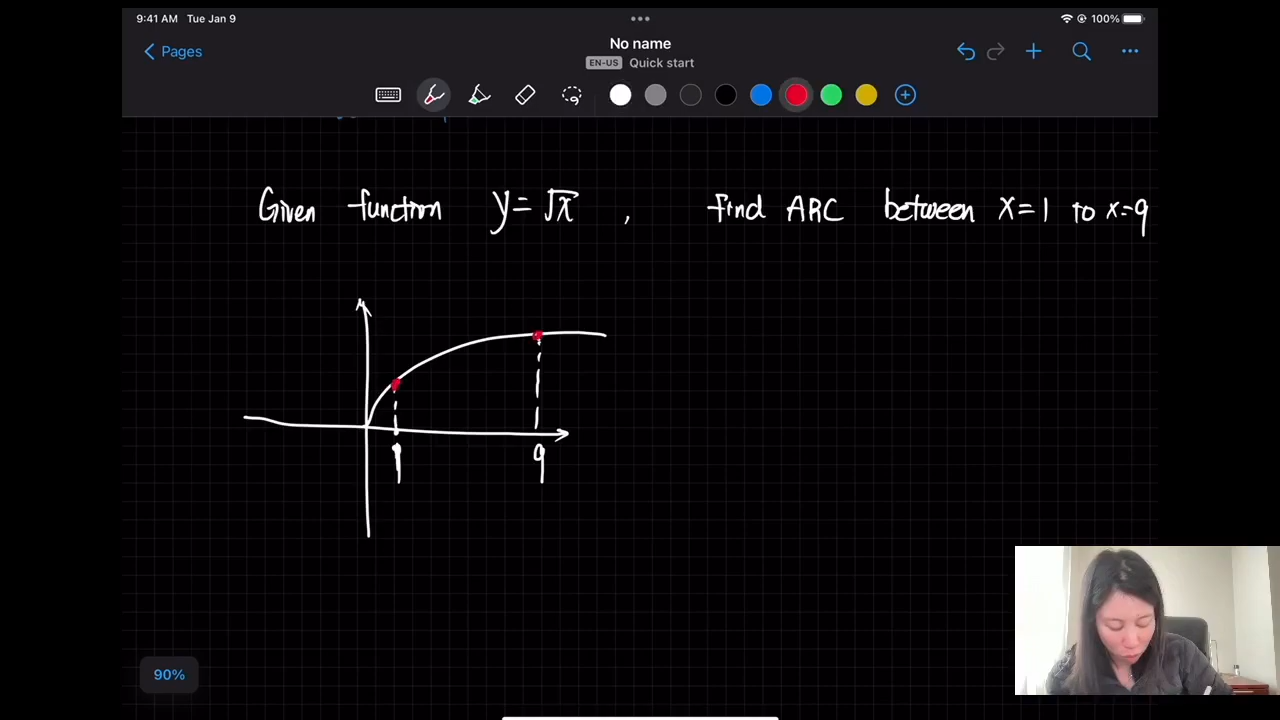 9:41 AM Tue Jan 9
100%
Pages
No name
EN-US Quick start
Given function y = √x , find ARC between x = 1 to x = 9
1
9
90%